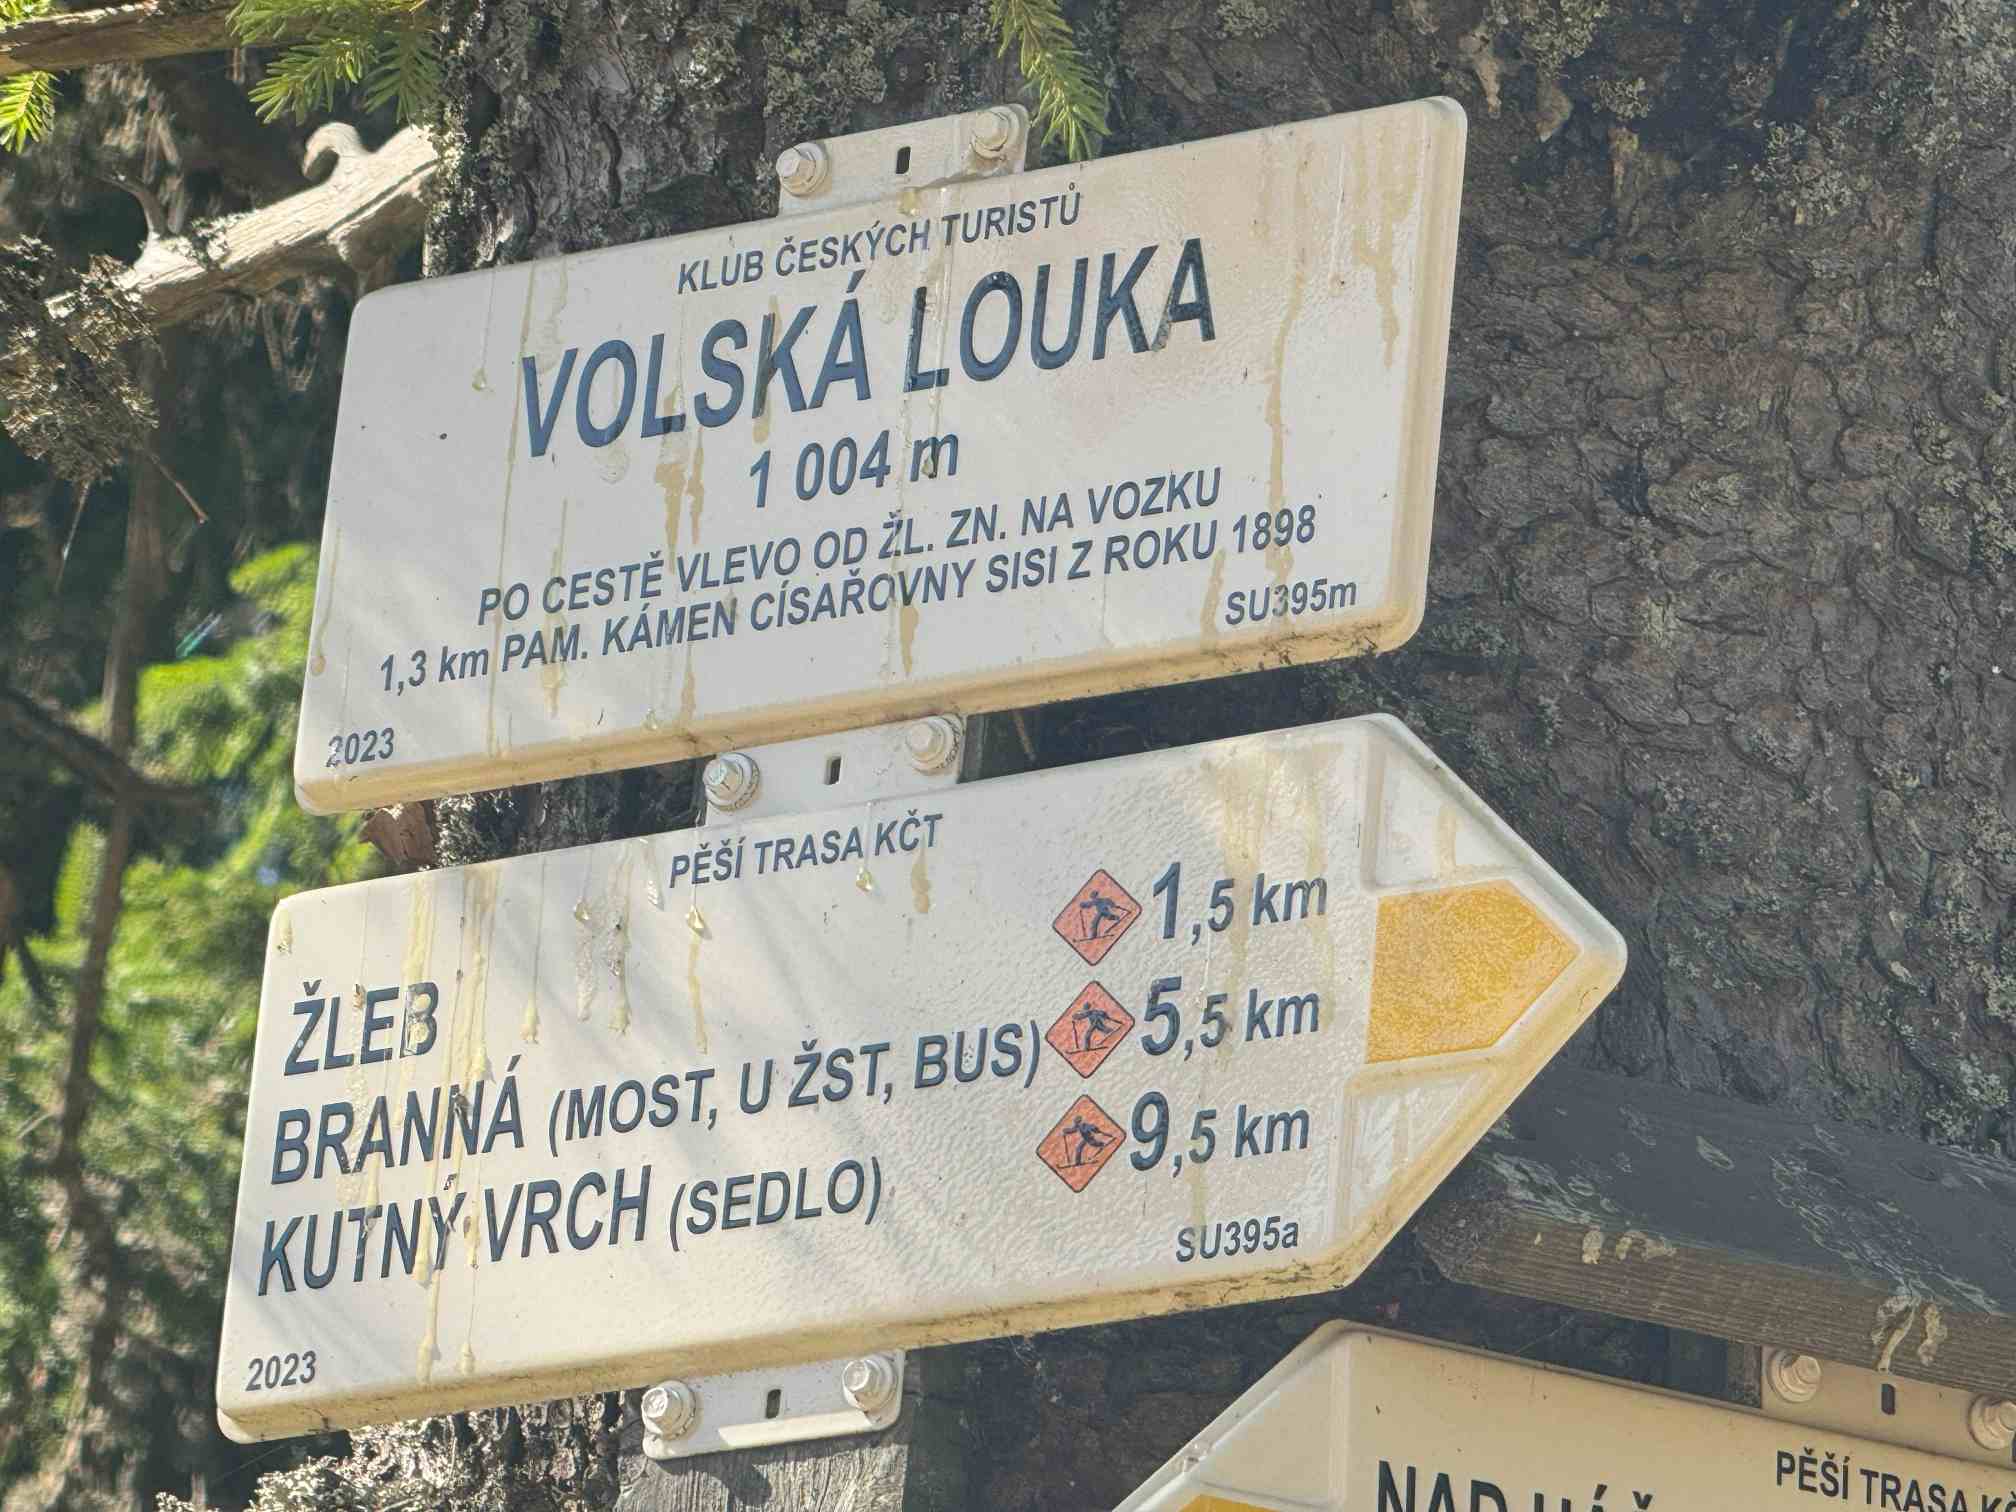 KLUB ČESKÝCH TURISTŮ
VOLSKÁ LOUKA
1 004 m
PO CESTĚ VLEVO OD ŽL. ZN. NA VOZKU
1,3 km PAM. KÁMEN CÍSAŘOVNY SISI Z ROKU 1898
SU395m
2023
PĚŠÍ TRASA KČT
ŽLEB 1,5 km
BRANNÁ (MOST, U ŽST, BUS) 5,5 km
KUTNÝ VRCH (SEDLO) 9,5 km
SU395a
2023
PĚŠÍ TRASA
NAD